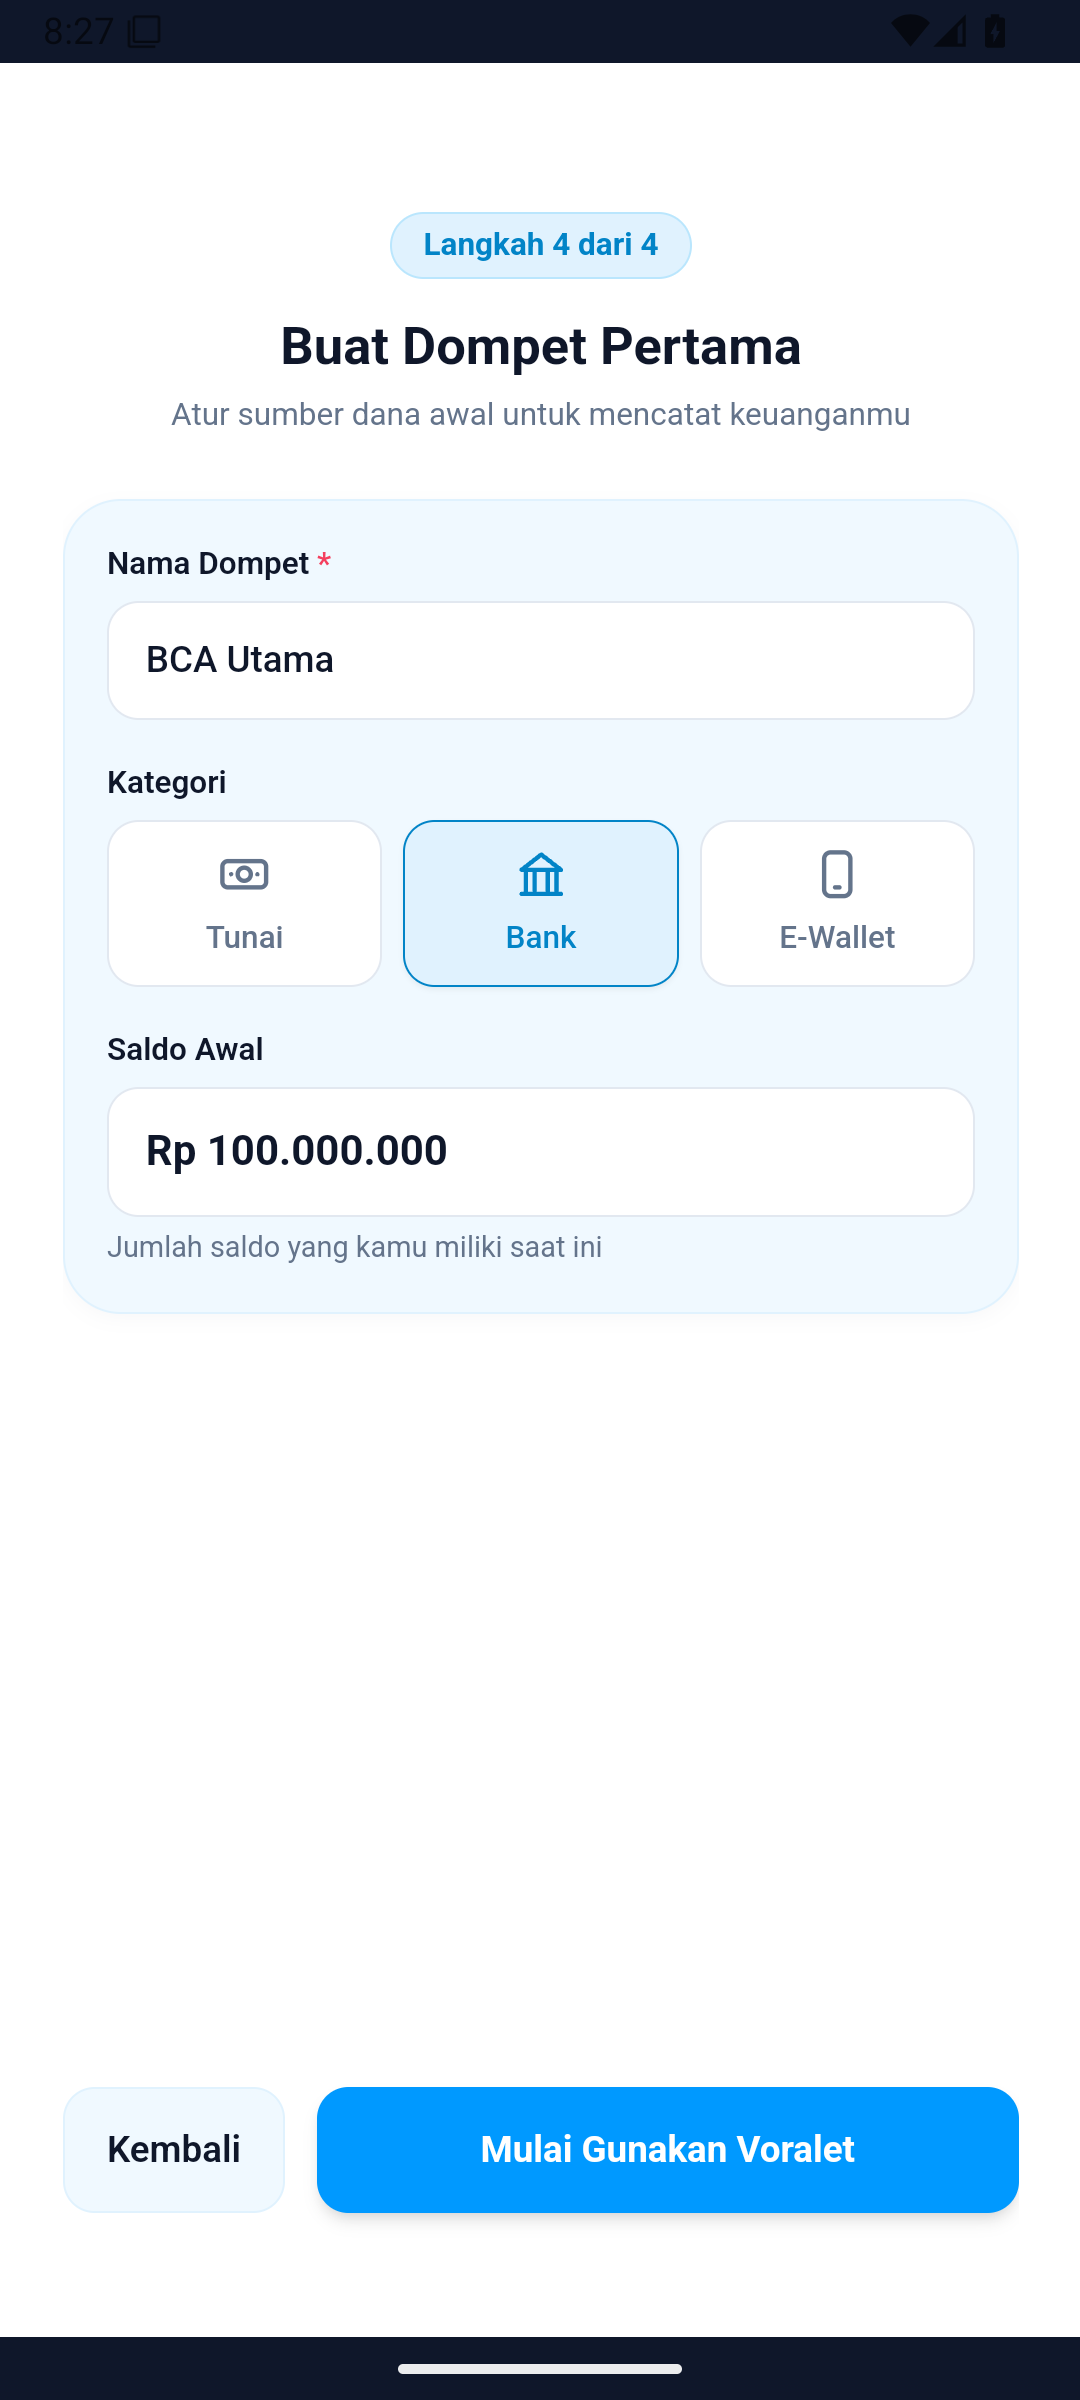 8:27
Langkah 4 dari 4
Buat Dompet Pertama
Atur sumber dana awal untuk mencatat keuanganmu
Nama Dompet *
BCA Utama
Kategori
Tunai
Bank
E-Wallet
Saldo Awal
Rp 100.000.000
Jumlah saldo yang kamu miliki saat ini
Kembali
Mulai Gunakan Voralet